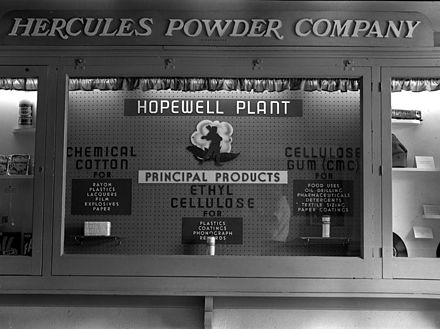 HERCULES POWDER COMPANY
HOPEWELL PLANT
PRINCIPAL PRODUCTS
CHEMICAL
COTTON
FOR
RAYON
PLASTICS
LACQUERS
FILM
EXPLOSIVES
PAPER
ETHYL
CELLULOSE
FOR
PLASTICS
COATINGS
PHONOGRAPH
RECORDS
CELLULOSE
GUM (CMC)
FOR
FOOD USES
OIL DRILLING
PHARMACEUTICALS
DETERGENTS
TEXTILE SIZING
PAPER COATINGS